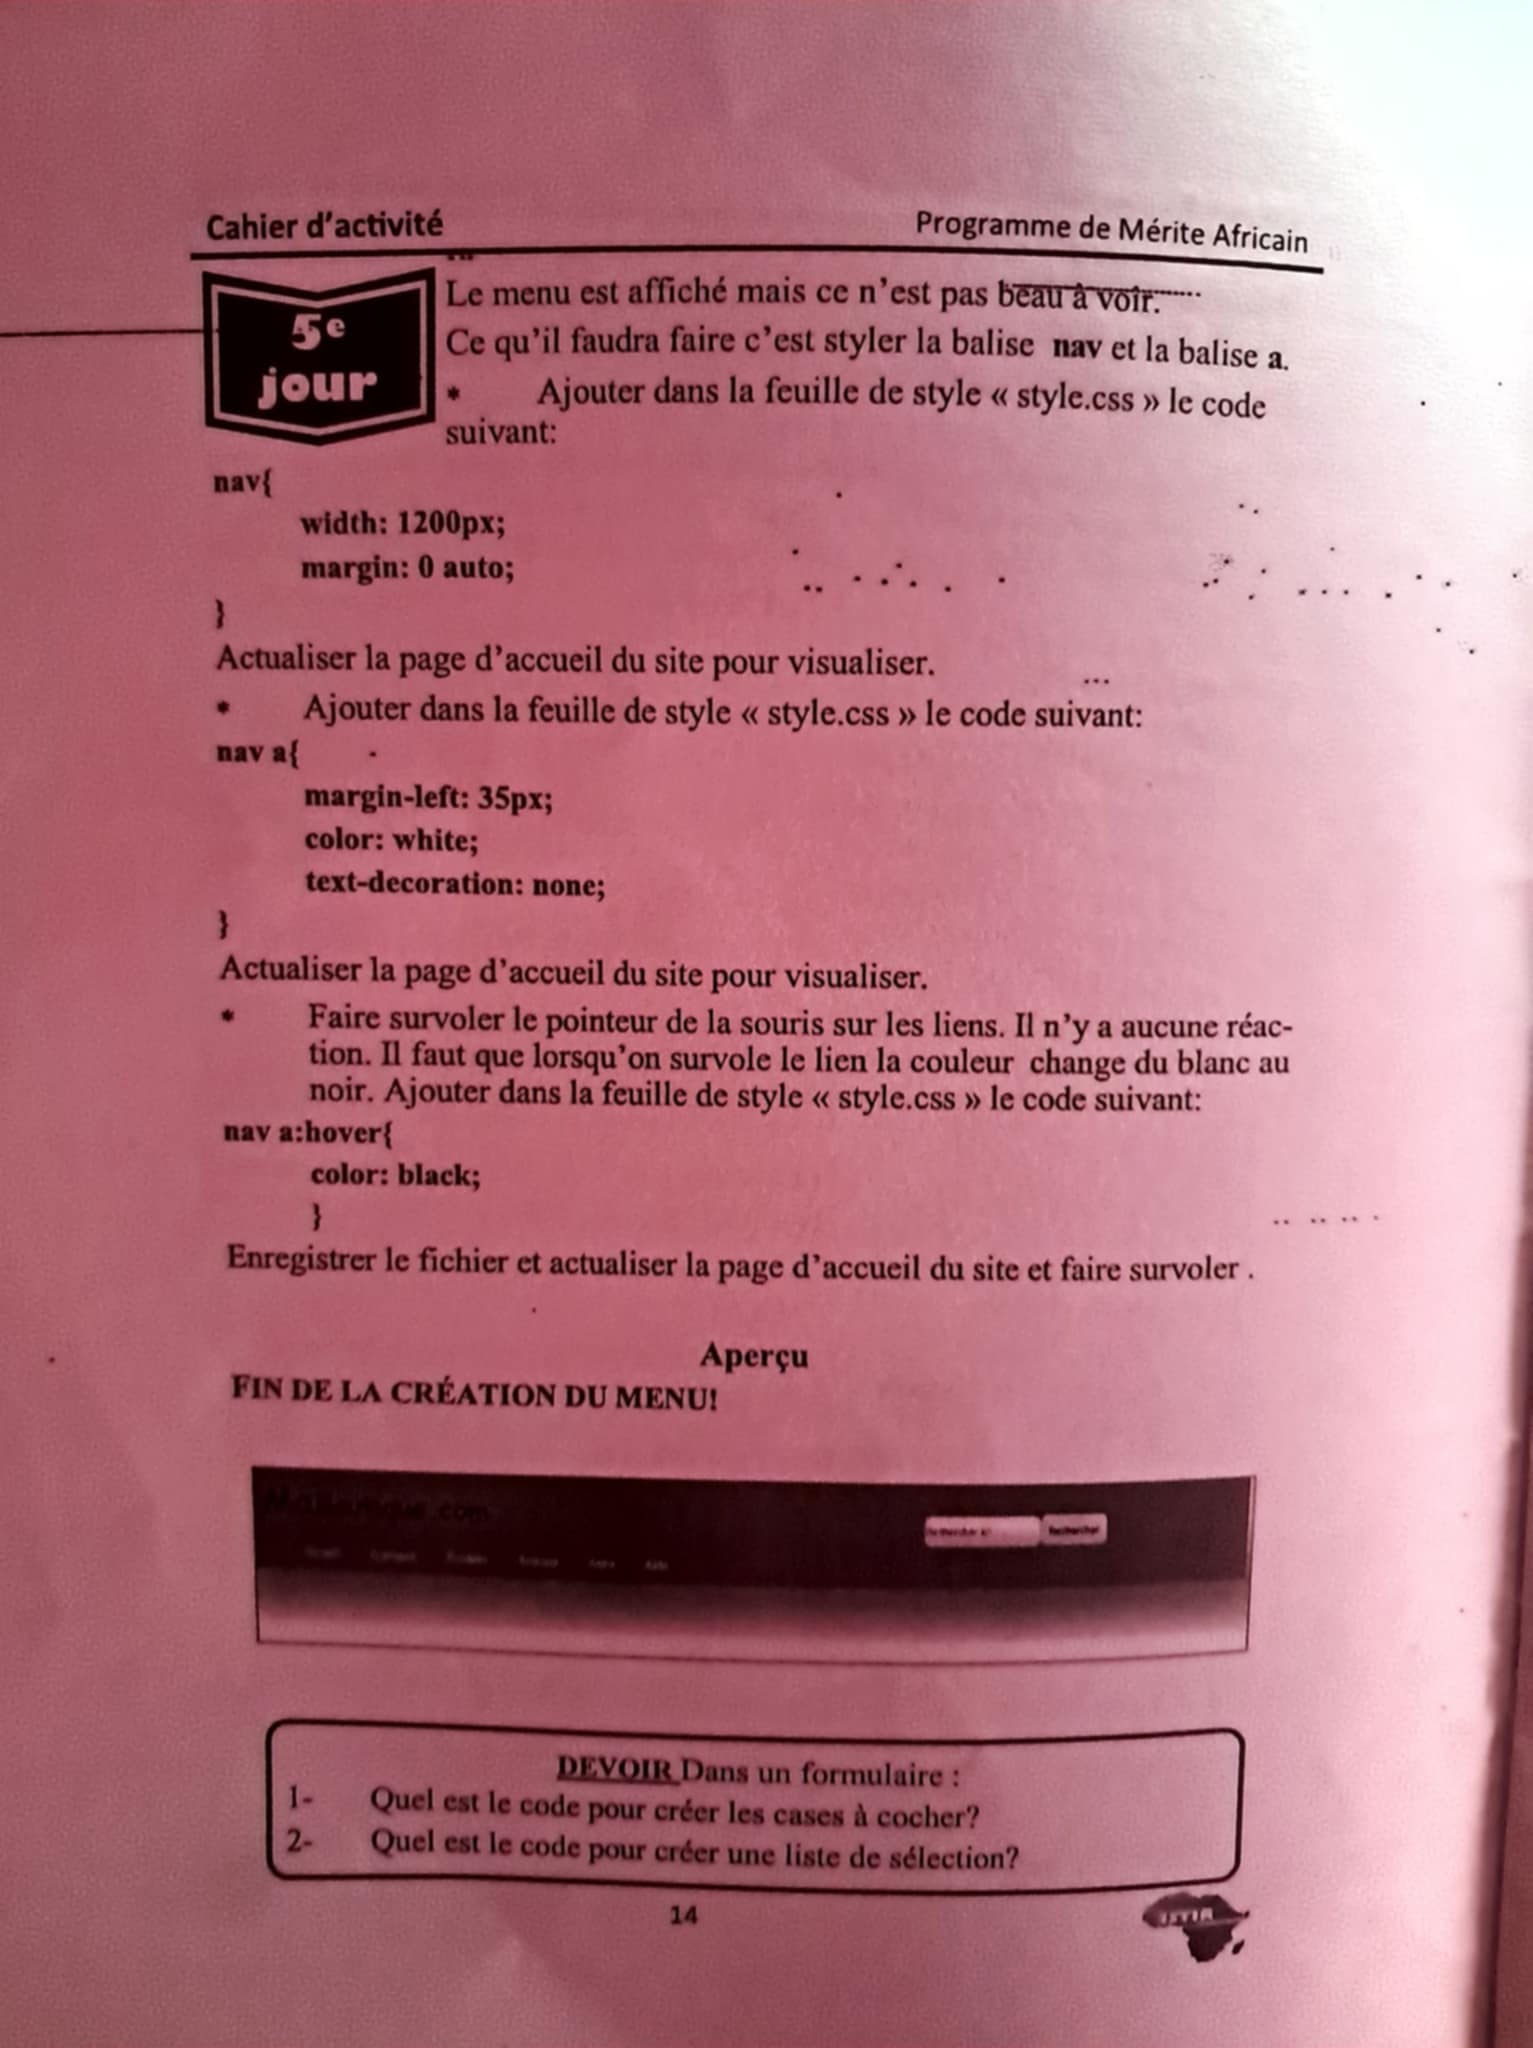 Cahier d'activité
Programme de Mérite Africain
5e
jour
Le menu est affiché mais ce n'est pas beau à voir.
Ce qu'il faudra faire c'est styler la balise nav et la balise a.
* Ajouter dans la feuille de style « style.css » le code
suivant:
nav{
width: 1200px;
margin: 0 auto;
}
Actualiser la page d'accueil du site pour visualiser.
* Ajouter dans la feuille de style « style.css » le code suivant:
nav a{
margin-left: 35px;
color: white;
text-decoration: none;
}
Actualiser la page d'accueil du site pour visualiser.
* Faire survoler le pointeur de la souris sur les liens. Il n'y a aucune réac-
tion. Il faut que lorsqu'on survole le lien la couleur change du blanc au
noir. Ajouter dans la feuille de style « style.css » le code suivant:
nav a:hover{
color: black;
}
Enregistrer le fichier et actualiser la page d'accueil du site et faire survoler .
Aperçu
FIN DE LA CRÉATION DU MENU!
.com
Rechercher
DEVOIR Dans un formulaire :
1- Quel est le code pour créer les cases à cocher?
2- Quel est le code pour créer une liste de sélection?
14